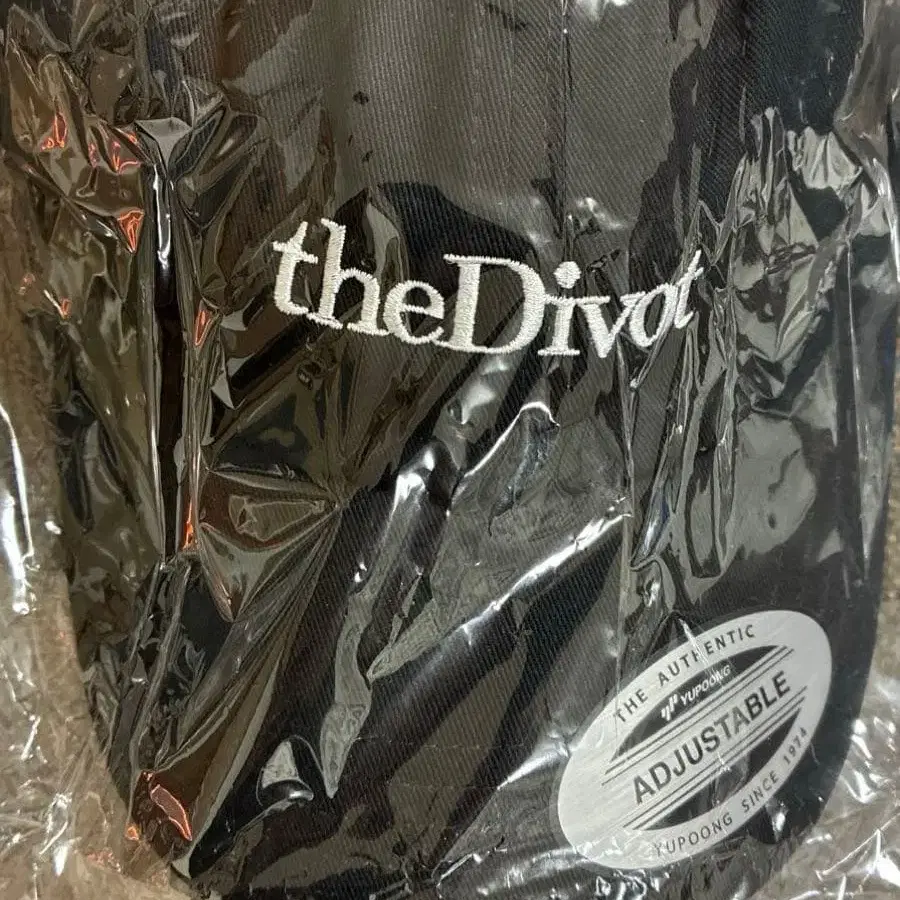 theDivot
THE AUTHENTIC
YUPOONG
ADJUSTABLE
YUPOONG SINCE 1974